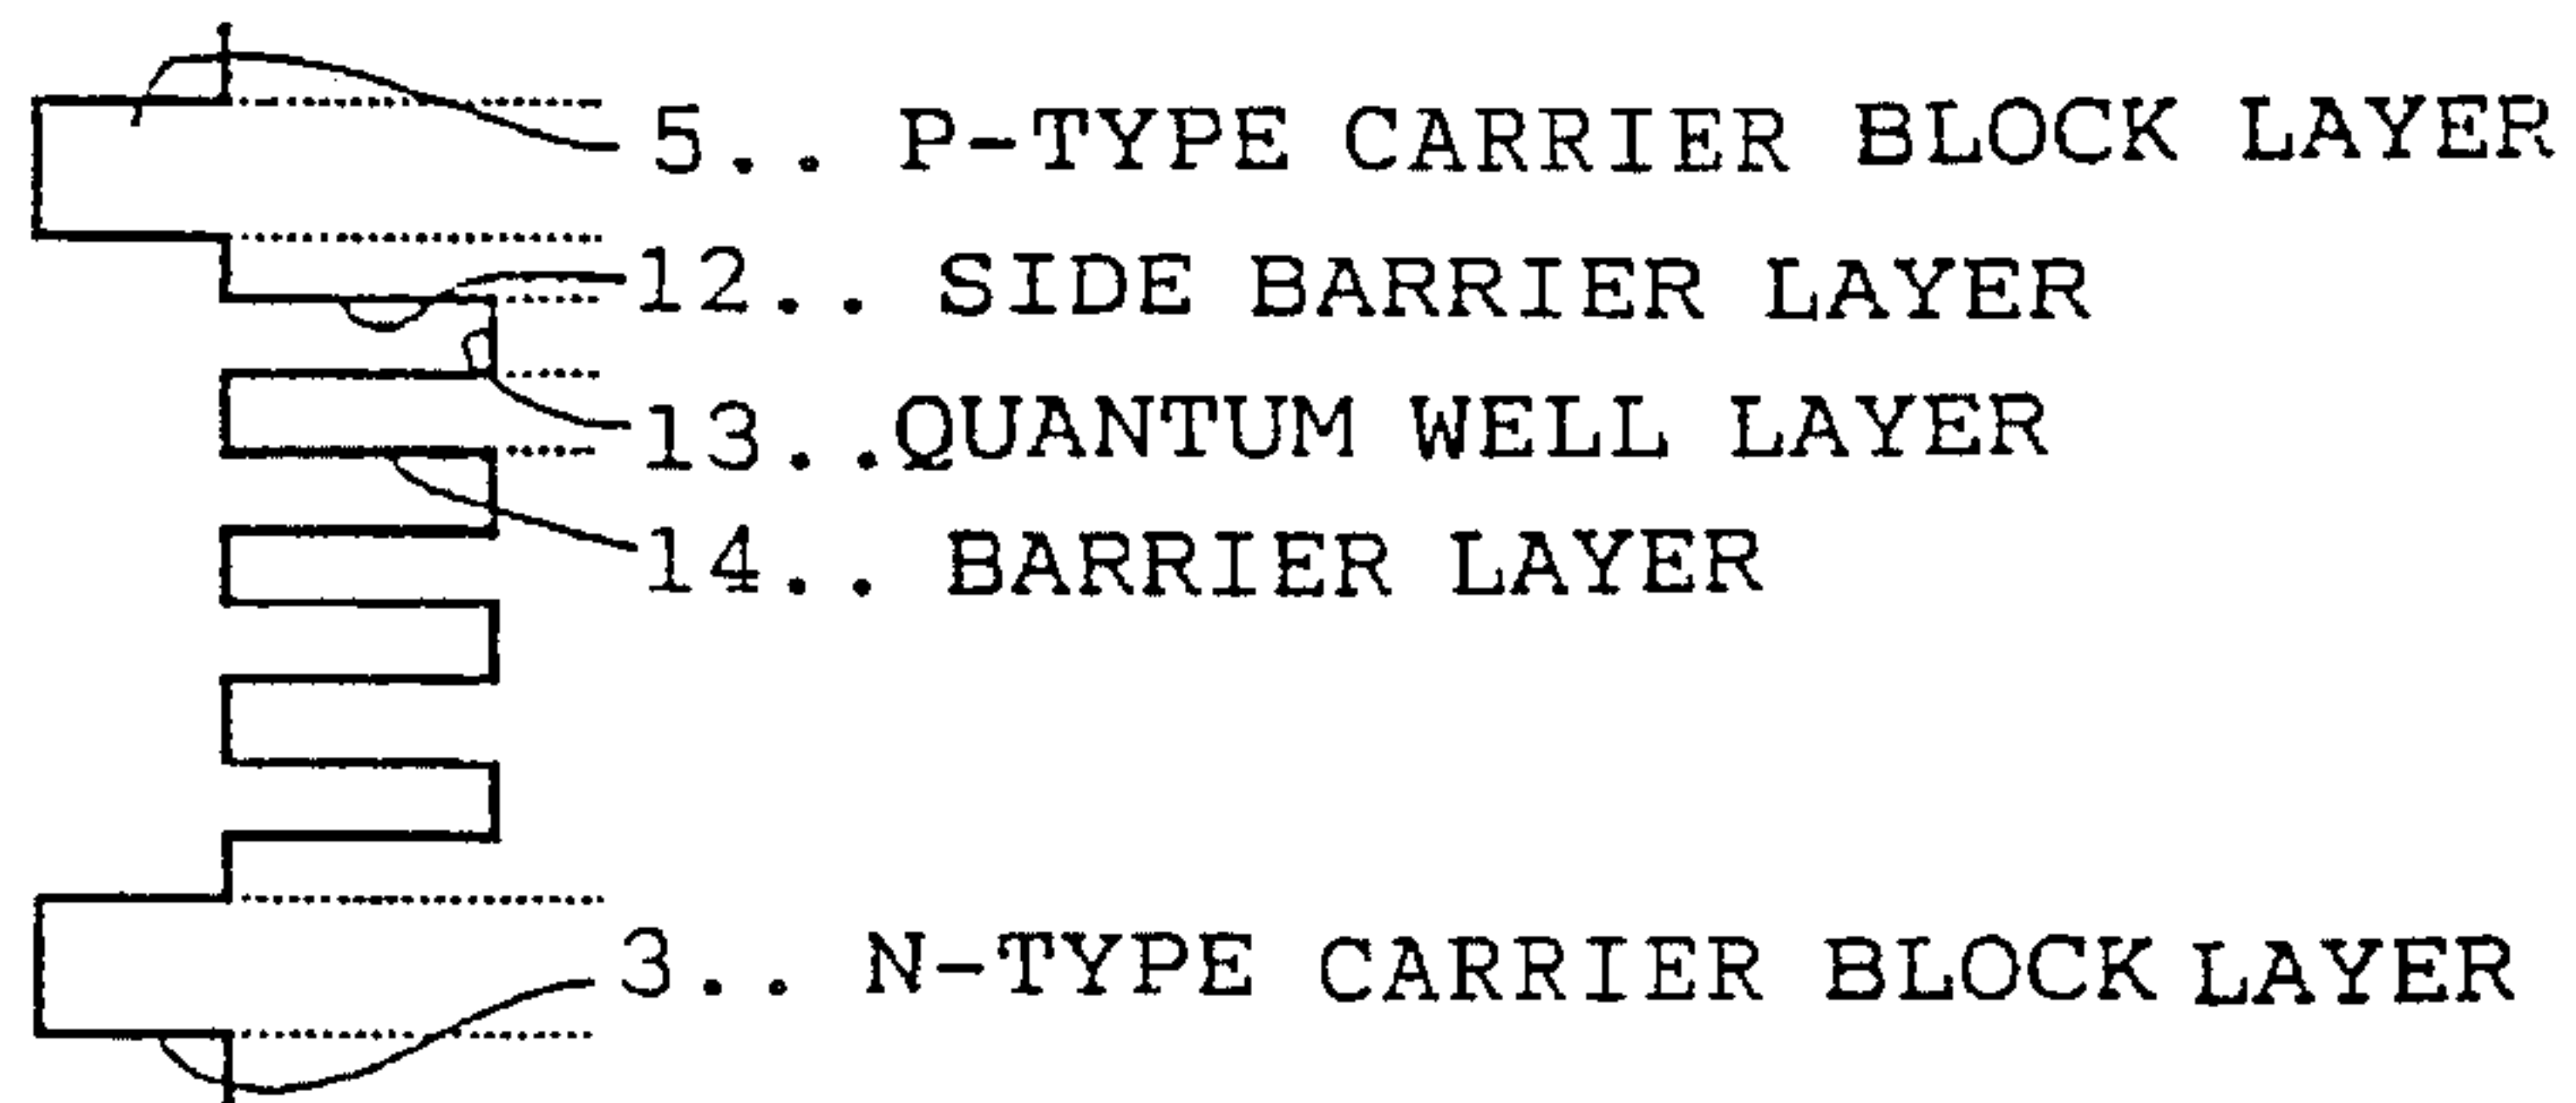 5.. P-TYPE CARRIER BLOCK LAYER
12.. SIDE BARRIER LAYER
13..QUANTUM WELL LAYER
14.. BARRIER LAYER
3.. N-TYPE CARRIER BLOCK LAYER